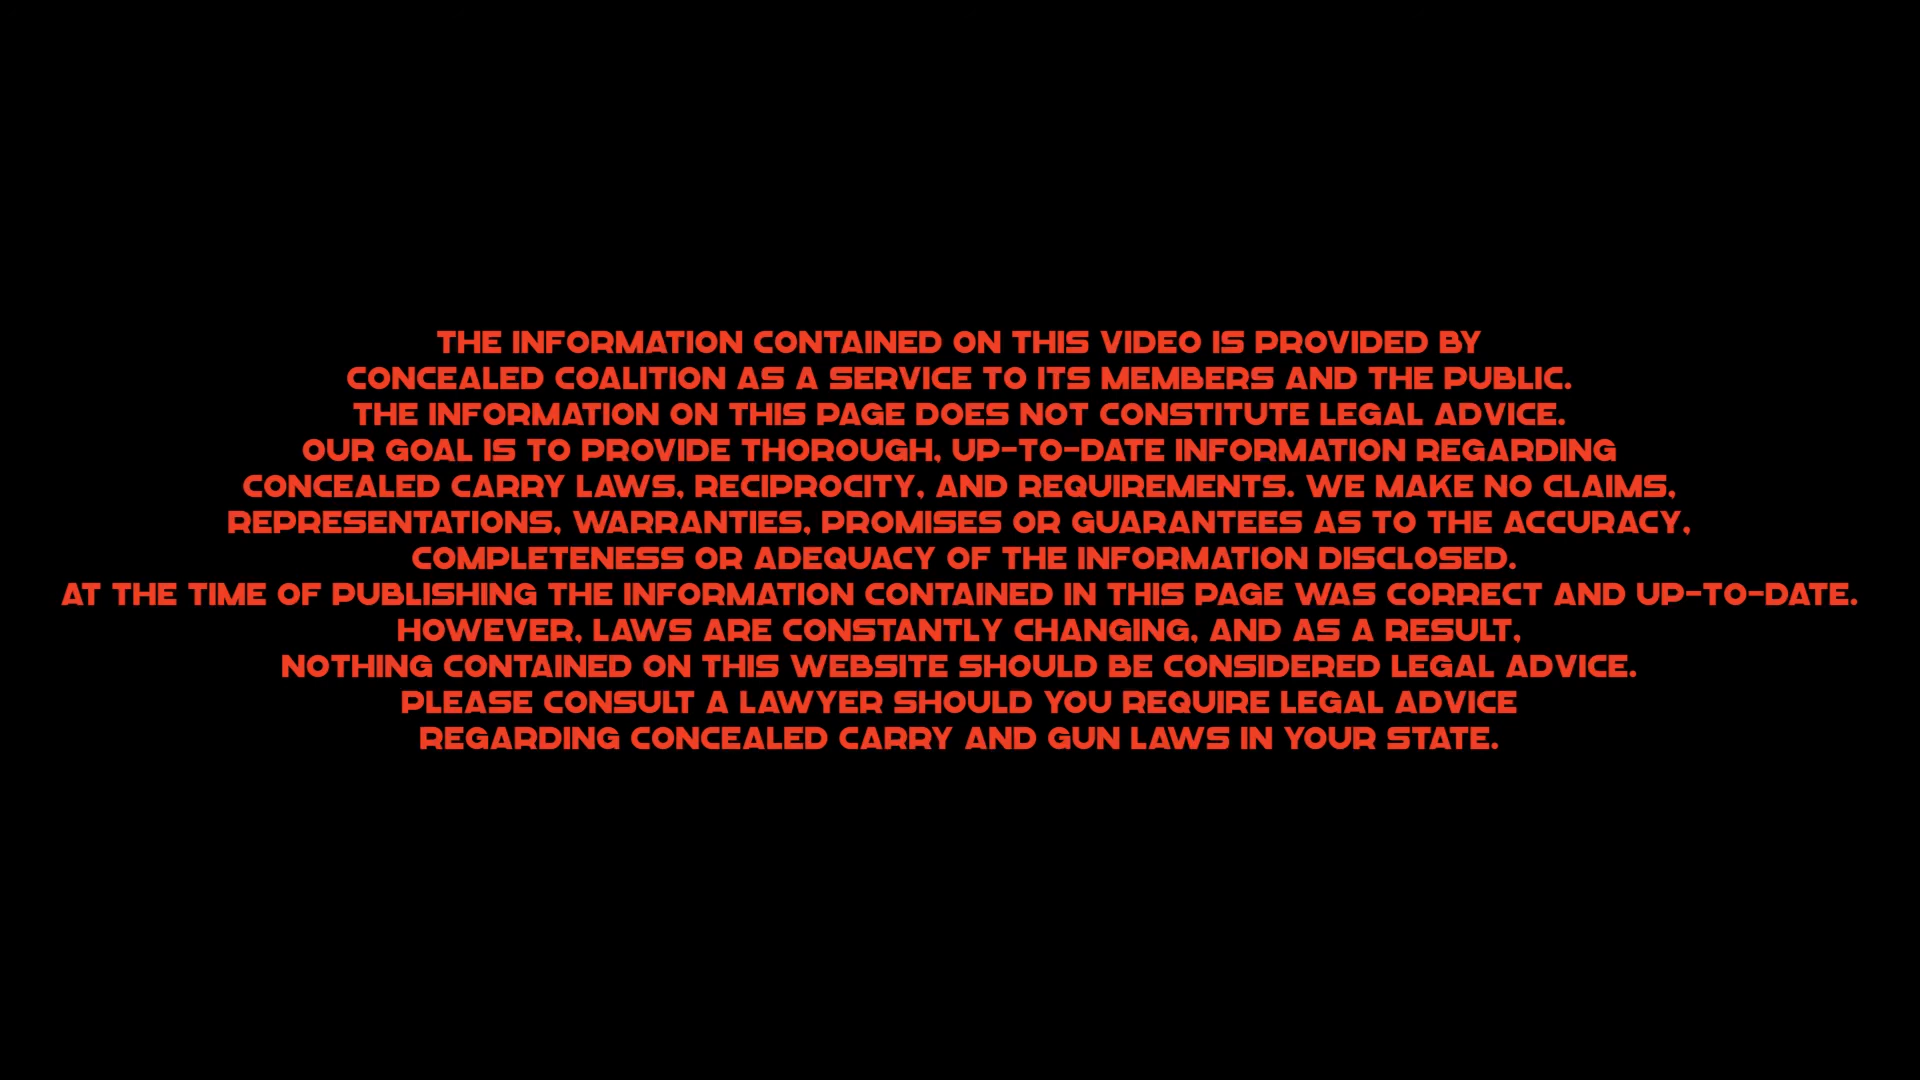 THE INFORMATION CONTAINED ON THIS VIDEO IS PROVIDED BY
CONCEALED COALITION AS A SERVICE TO ITS MEMBERS AND THE PUBLIC.
THE INFORMATION ON THIS PAGE DOES NOT CONSTITUTE LEGAL ADVICE.
OUR GOAL IS TO PROVIDE THOROUGH, UP-TO-DATE INFORMATION REGARDING
CONCEALED CARRY LAWS, RECIPROCITY, AND REQUIREMENTS. WE MAKE NO CLAIMS,
REPRESENTATIONS, WARRANTIES, PROMISES OR GUARANTEES AS TO THE ACCURACY,
COMPLETENESS OR ADEQUACY OF THE INFORMATION DISCLOSED.
AT THE TIME OF PUBLISHING THE INFORMATION CONTAINED IN THIS PAGE WAS CORRECT AND UP-TO-DATE.
HOWEVER, LAWS ARE CONSTANTLY CHANGING, AND AS A RESULT,
NOTHING CONTAINED ON THIS WEBSITE SHOULD BE CONSIDERED LEGAL ADVICE.
PLEASE CONSULT A LAWYER SHOULD YOU REQUIRE LEGAL ADVICE
REGARDING CONCEALED CARRY AND GUN LAWS IN YOUR STATE.